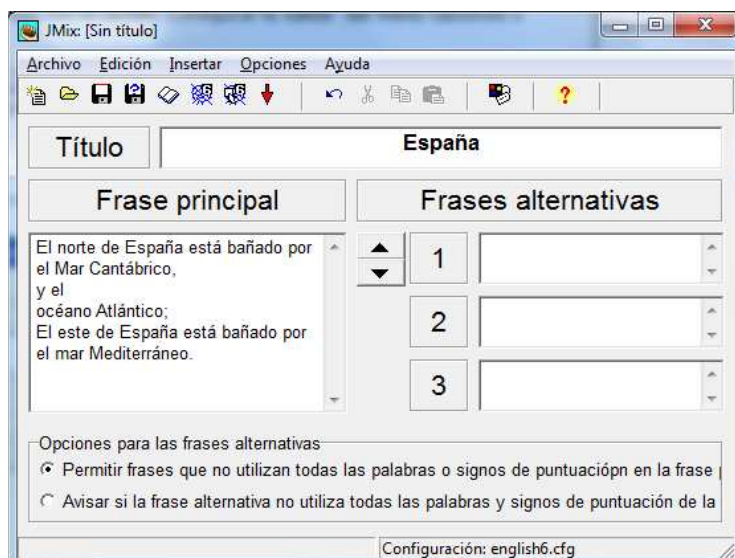 JMix: [Sin título]
Archivo Edición Insertar Opciones Ayuda
?
Título
España
Frase principal
Frases alternativas
El norte de España está bañado por
el Mar Cantábrico,
y el
océano Atlántico;
El este de España está bañado por
el mar Mediterráneo.
1
2
3
Opciones para las frases alternativas
Permitir frases que no utilizan todas las palabras o signos de puntuaciópn en la frase
Avisar si la frase alternativa no utiliza todas las palabras y signos de puntuación de la
Configuración: english6.cfg